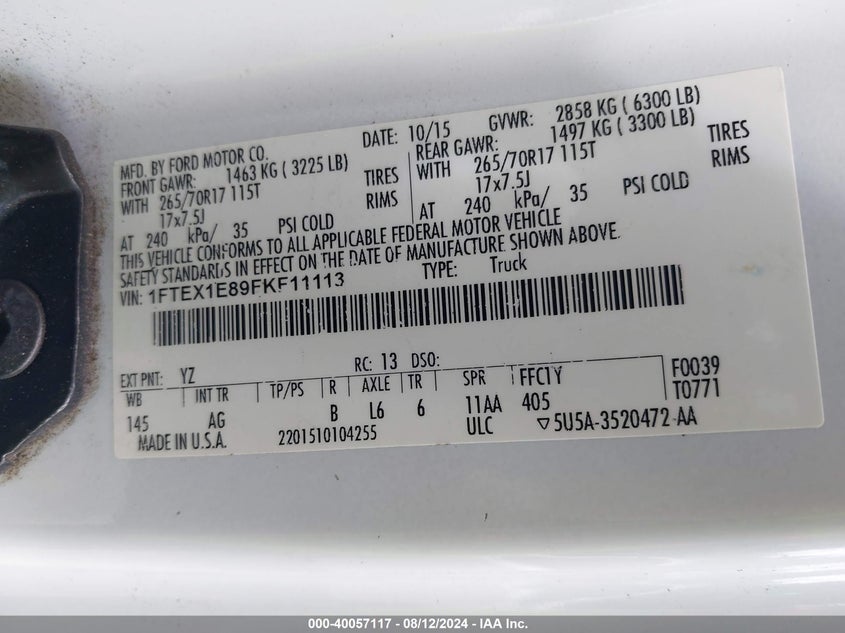 MFD. BY FORD MOTOR CO.
DATE: 10/15 GVWR: 2858 KG ( 6300 LB)
FRONT GAWR: 1463 KG ( 3225 LB)
REAR GAWR: 1497 KG ( 3300 LB)
WITH 265/70R17 115T TIRES
WITH 265/70R17 115T TIRES
17x7.5J RIMS
17x7.5J RIMS
AT 240 kPa/ 35 PSI COLD
AT 240 kPa/ 35 PSI COLD
THIS VEHICLE CONFORMS TO ALL APPLICABLE FEDERAL MOTOR VEHICLE
SAFETY STANDARDS IN EFFECT ON THE DATE OF MANUFACTURE SHOWN ABOVE.
VIN: 1FTEX1E89FKF11113 TYPE: Truck
EXT PNT: YZ RC: 13 DSO: F0039
WB INT TR TP/PS R AXLE TR SPR FFC1Y T0771
145 AG B L6 6 11AA 405
MADE IN U.S.A. 2201510104255 ULC ▽5U5A-3520472-AA
000-40057117 - 08/12/2024 - IAA Inc.